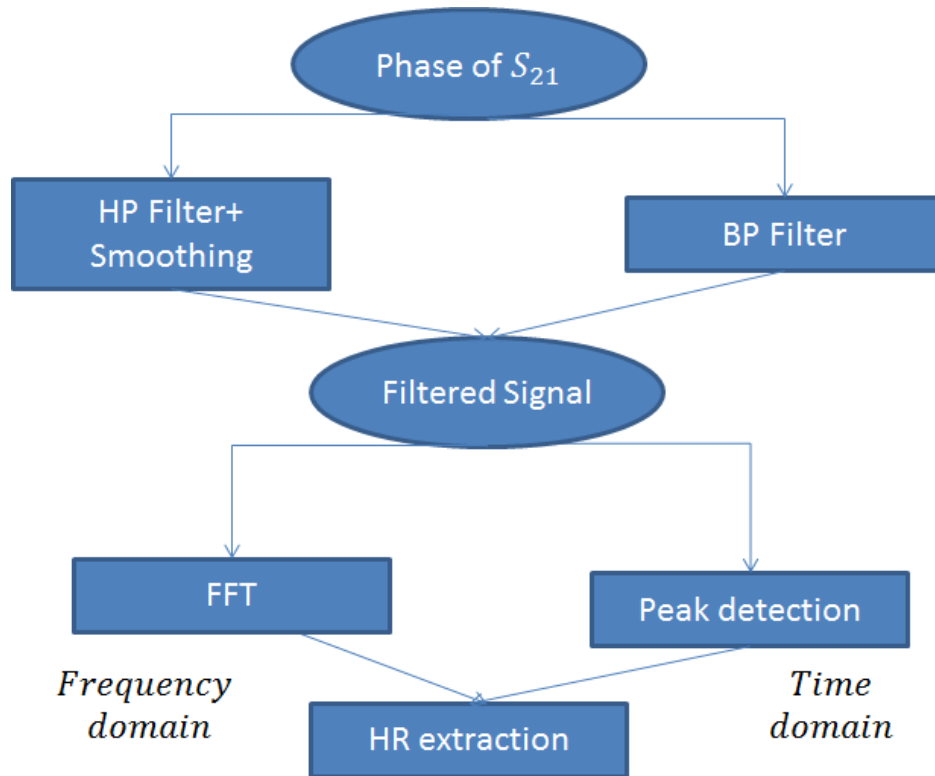 Phase of S₂₁
HP Filter+
Smoothing
BP Filter
Filtered Signal
FFT
Peak detection
Frequency
domain
Time
domain
HR extraction